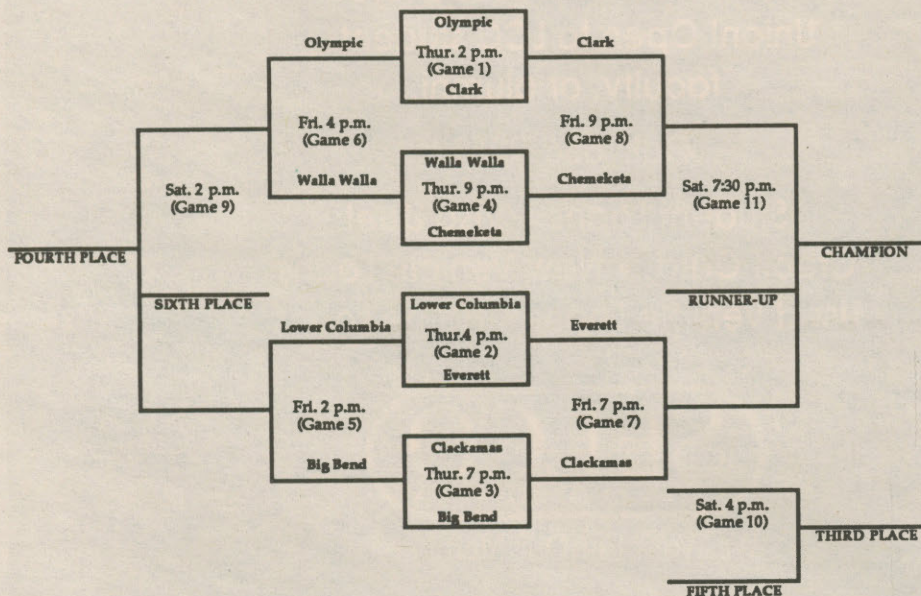 Olympic
Thur. 2 p.m.
(Game 1)
Clark
Olympic
Clark
Fri. 4 p.m.
(Game 6)
Fri. 9 p.m.
(Game 8)
Walla Walla
Thur. 9 p.m.
(Game 4)
Chemeketa
Walla Walla
Chemeketa
Sat. 2 p.m.
(Game 9)
Sat. 7:30 p.m.
(Game 11)
FOURTH PLACE
CHAMPION
SIXTH PLACE
RUNNER-UP
Lower Columbia
Thur.4 p.m.
(Game 2)
Everett
Lower Columbia
Everett
Fri. 2 p.m.
(Game 5)
Fri. 7 p.m.
(Game 7)
Clackamas
Thur. 7 p.m.
(Game 3)
Big Bend
Big Bend
Clackamas
Sat. 4 p.m.
(Game 10)
THIRD PLACE
FIFTH PLACE